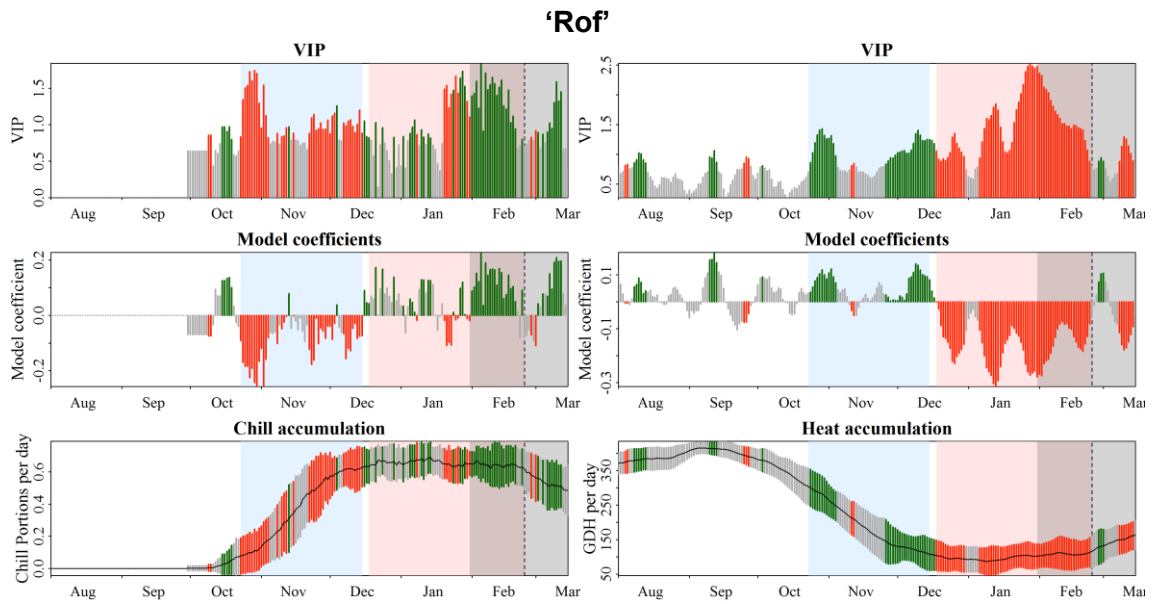 ‘Rof’
VIP
VIP
VIP
0.0
0.5
1.0
1.5
Aug
Sep
Oct
Nov
Dec
Jan
Feb
Mar
VIP
0.5
1.5
2.5
Aug
Sep
Oct
Nov
Dec
Jan
Feb
Mar
Model coefficients
Model coefficients
Model coefficient
-0.2
0.0
0.2
Aug
Sep
Oct
Nov
Dec
Jan
Feb
Mar
Model coefficient
-0.3
-0.1
0.1
Aug
Sep
Oct
Nov
Dec
Jan
Feb
Mar
Chill accumulation
Heat accumulation
Chill Portions per day
0.0
0.2
0.4
0.6
Aug
Sep
Oct
Nov
Dec
Jan
Feb
Mar
GDH per day
50
150
250
350
Aug
Sep
Oct
Nov
Dec
Jan
Feb
Mar